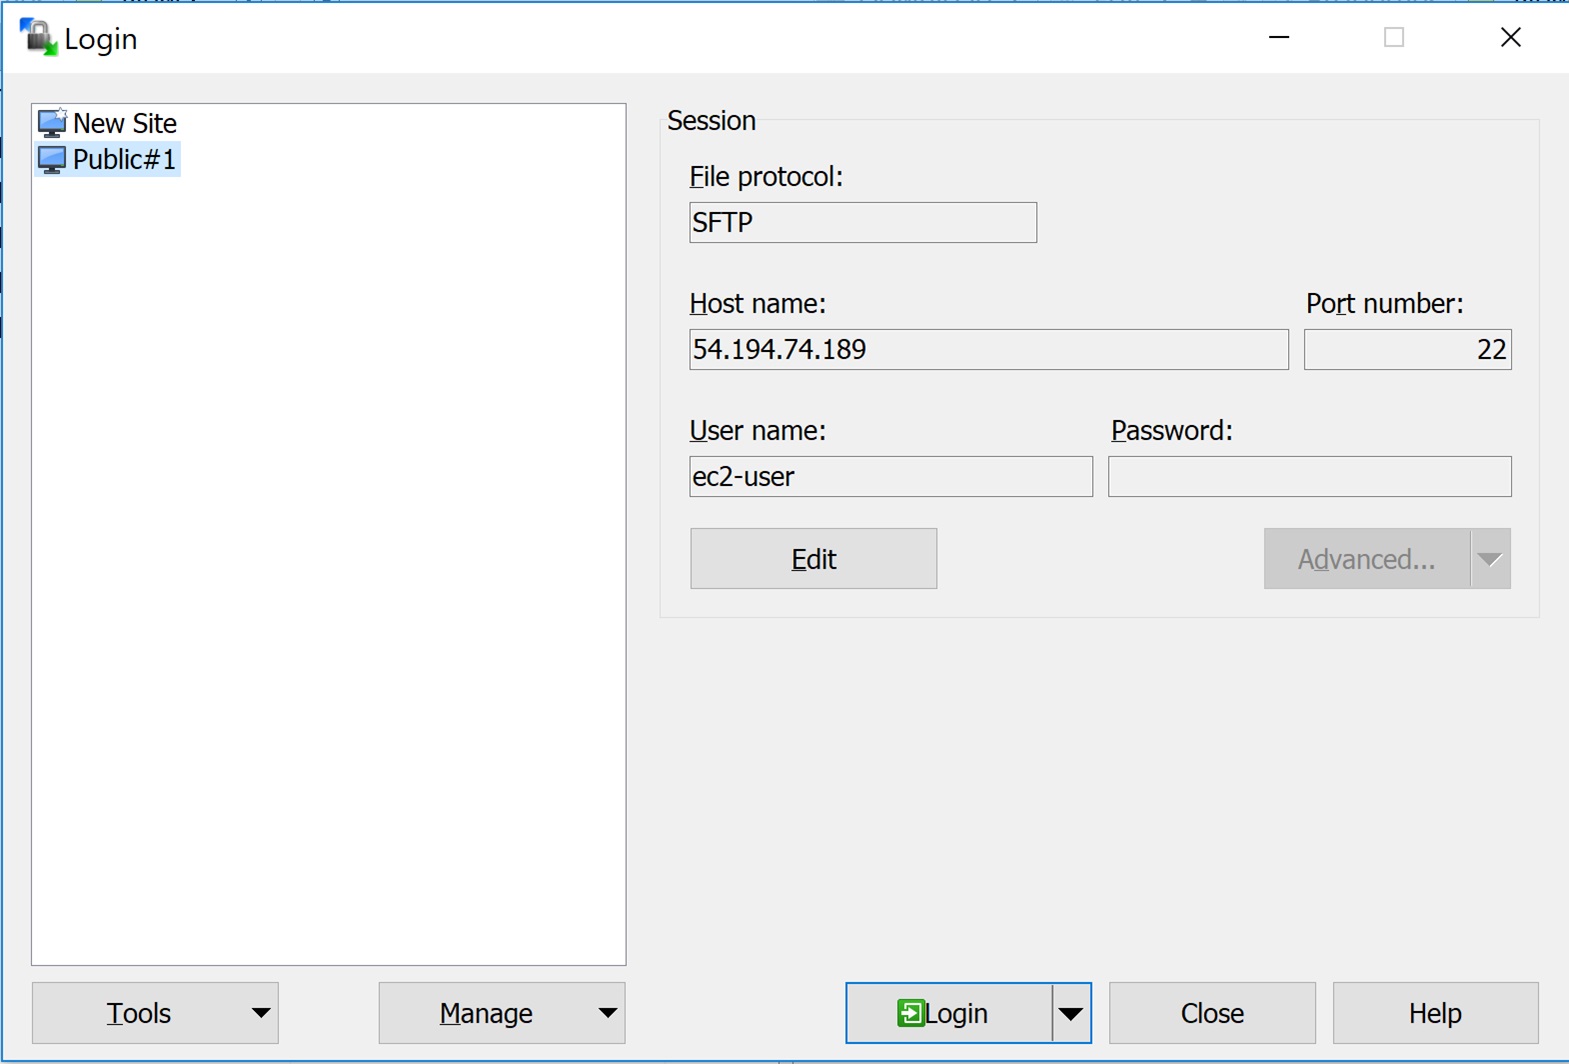 Login
New Site
Public#1
Session
File protocol:
SFTP
Host name:
Port number:
54.194.74.189
22
User name:
Password:
ec2-user
Edit
Advanced...
Tools
Manage
Login
Close
Help